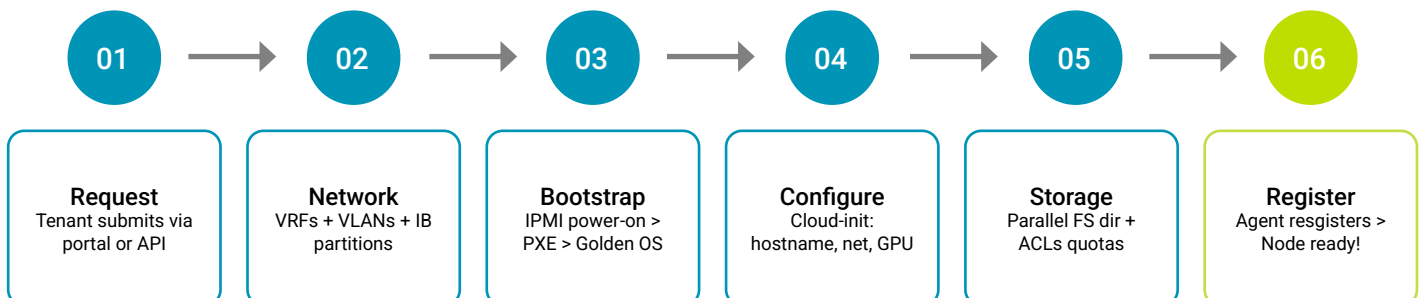 01
02
03
04
05
06
Request
Tenant submits via
portal or API
Network
VRFs + VLANs + IB
partitions
Bootstrap
IPMI power-on >
PXE > Golden OS
Configure
Cloud-init:
hostname, net, GPU
Storage
Parallel FS dir +
ACLs quotas
Register
Agent resgisters >
Node ready!